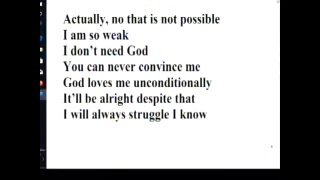 Actually, no that is not possible
I am so weak
I don't need God
You can never convince me
God loves me unconditionally
It'll be alright despite that
I will always struggle I know